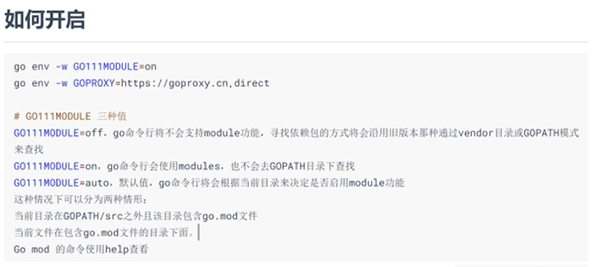 如何开启
go env -w GO111MODULE=on
go env -w GOPROXY=https://goproxy.cn,direct
# GO111MODULE 三种值
GO111MODULE=off，go命令行将不会支持module功能，寻找依赖包的方式将会沿用旧版本那种通过vendor目录或GOPATH模式
来查找
GO111MODULE=on，go命令行会使用modules，也不会去GOPATH目录下查找
GO111MODULE=auto，默认值，go命令行将会根据当前目录来决定是否启用module功能
这种情况下可以分为两种情形：
当前目录在GOPATH/src之外且该目录包含go.mod文件
当前文件在包含go.mod文件的目录下面。
Go mod 的命令使用help查看